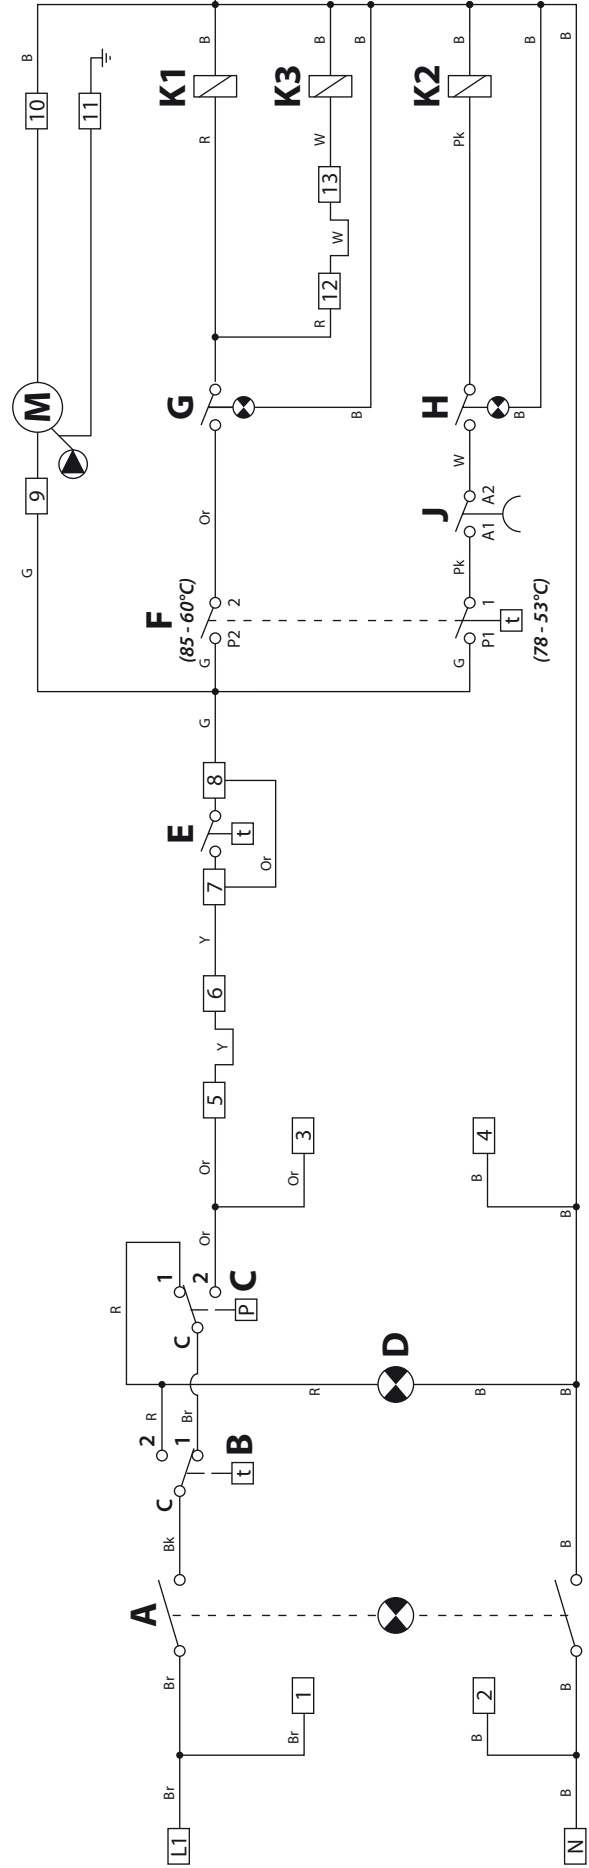 G B
9 M 10
11
R
A 2 F
R
Br Br Bk C 1
K1
L1 1 C E G
Br (85 - 60°C)
2 Or Or Y G G Or R B
5 6 7 8
Y
P2 2
B C
t P t
Or
Br Or K3
1 3
R R W B
12 13
W
B B
D
K2 H J
G Pk W Pk B
B B B
2 4 P1 1 A1 A2
t B
B
(78 - 53°C)
B B B B B B
N